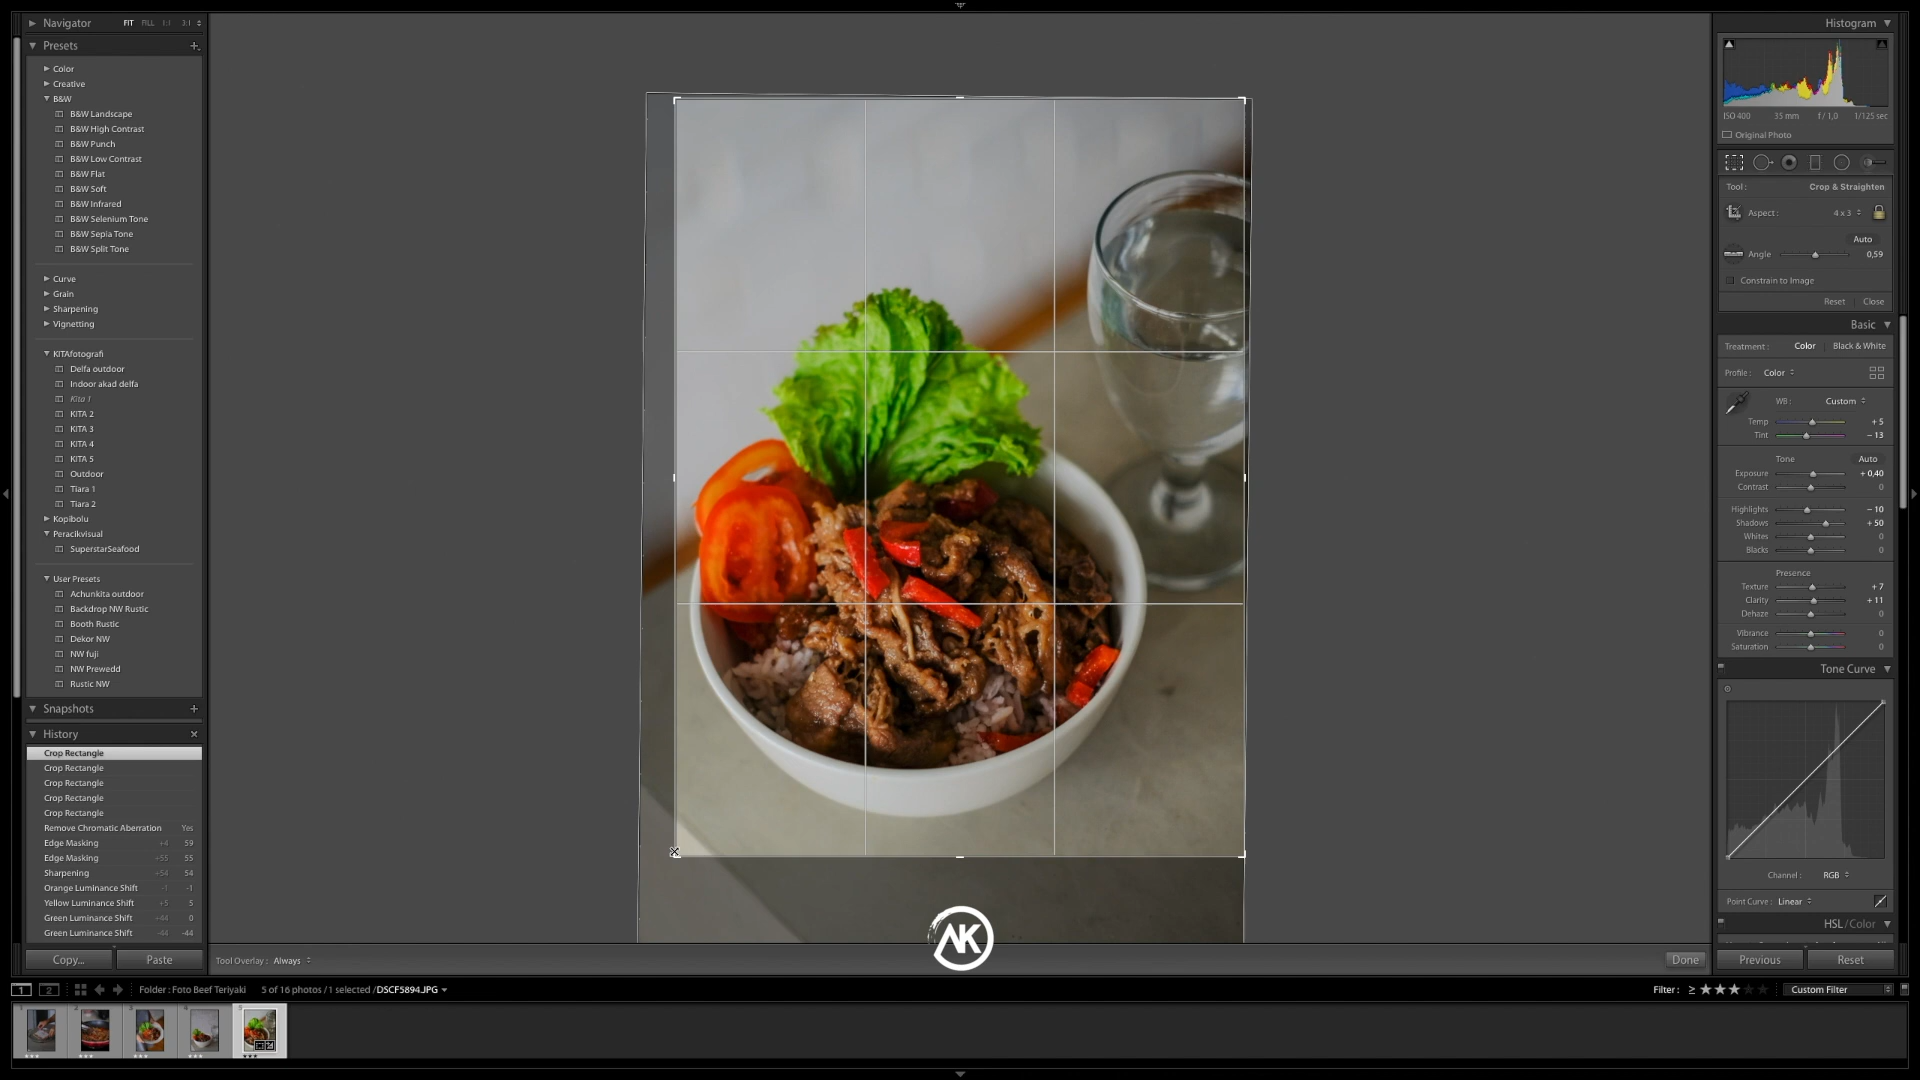 Navigator FIT FILL 1:1 3:1
Presets +
Color
Creative
B&W
B&W Landscape
B&W High Contrast
B&W Punch
B&W Low Contrast
B&W Flat
B&W Soft
B&W Infrared
B&W Selenium Tone
B&W Sepia Tone
B&W Split Tone
Curve
Grain
Sharpening
Vignetting
KITAfotografi
Delfa outdoor
Indoor akad delfa
Kita 1
KITA 2
KITA 3
KITA 4
KITA 5
Outdoor
Tiara 1
Tiara 2
Kopibolu
Peracikvisual
SuperstarSeafood
User Presets
Achunkita outdoor
Backdrop NW Rustic
Booth Rustic
Dekor NW
NW fuji
NW Prewedd
Rustic NW
Snapshots +
History ×
Crop Rectangle
Crop Rectangle
Crop Rectangle
Crop Rectangle
Crop Rectangle
Remove Chromatic Aberration Yes
Edge Masking +4 59
Edge Masking +55 55
Sharpening +54 54
Orange Luminance Shift -1 -1
Yellow Luminance Shift +5 5
Green Luminance Shift +44 0
Green Luminance Shift -44 -44
Copy... Paste
AK
Tool Overlay : Always Done
Histogram
ISO 400 35 mm f / 1,0 1/125 sec
Original Photo
Tool : Crop & Straighten
Aspect : 4 x 3
Auto
Angle 0,59
Constrain to Image
Reset Close
Basic
Treatment : Color Black & White
Profile : Color
WB : Custom
Temp + 5
Tint − 13
Tone Auto
Exposure + 0,40
Contrast 0
Highlights − 10
Shadows + 50
Whites 0
Blacks 0
Presence
Texture + 7
Clarity + 11
Dehaze 0
Vibrance 0
Saturation 0
Tone Curve
Channel : RGB
Point Curve : Linear
HSL / Color
Previous Reset
1 2 Folder : Foto Beef Teriyaki 5 of 16 photos / 1 selected / DSCF5894.JPG Filter : ≥ ★★★ Custom Filter